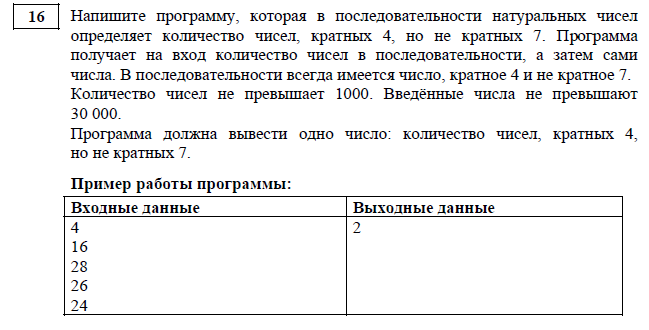 16 Напишите программу, которая в последовательности натуральных чисел
определяет количество чисел, кратных 4, но не кратных 7. Программа
получает на вход количество чисел в последовательности, а затем сами
числа. В последовательности всегда имеется число, кратное 4 и не кратное 7.
Количество чисел не превышает 1000. Введённые числа не превышают
30 000.
Программа должна вывести одно число: количество чисел, кратных 4,
но не кратных 7.
Пример работы программы:
Входные данные Выходные данные
4 2
16
28
26
24